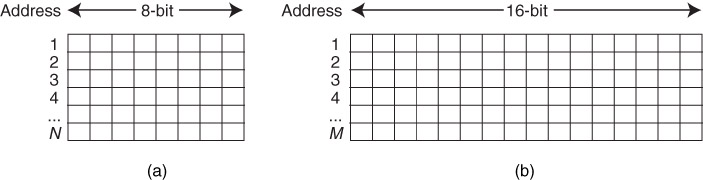 Address 8-bit
1
2
3
4
...
N
(a)
Address 16-bit
1
2
3
4
...
M
(b)